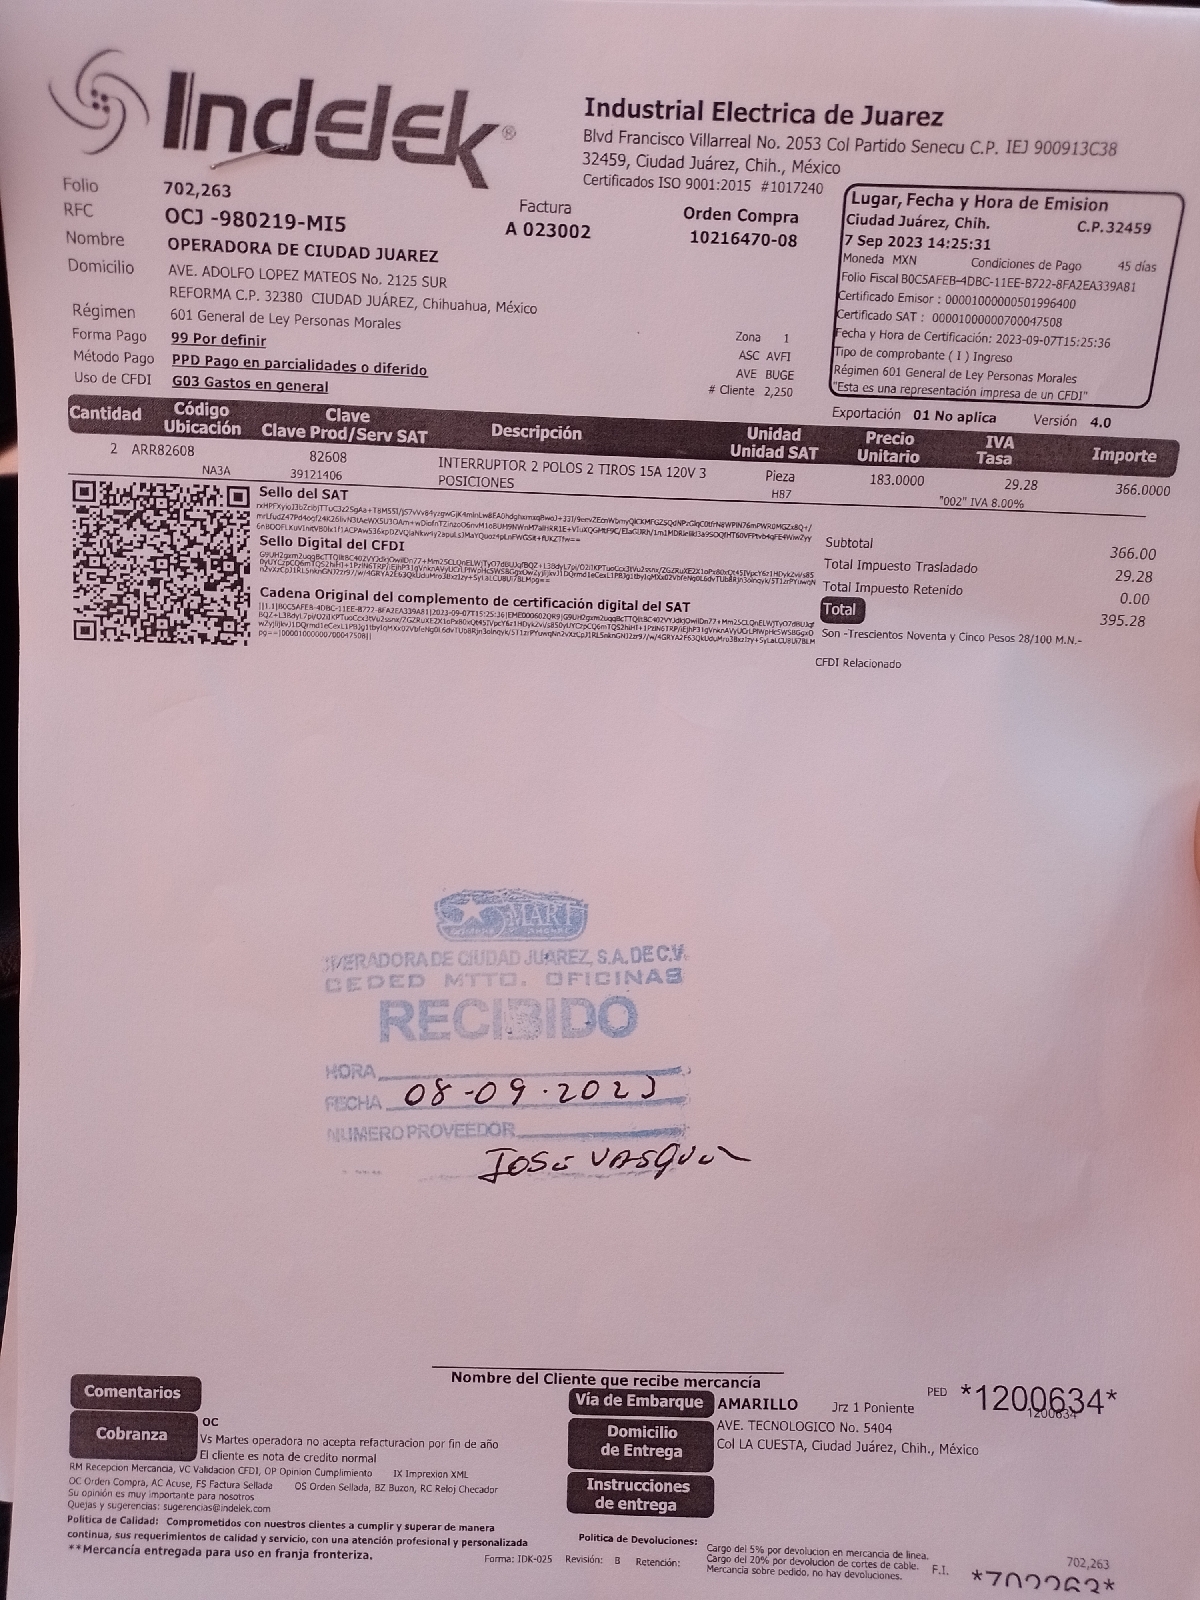 Indelek®
Industrial Electrica de Juarez
Blvd Francisco Villarreal No. 2053 Col Partido Senecu C.P. IEJ 900913C38
32459, Ciudad Juárez, Chih., México
Certificados ISO 9001:2015 #1017240
Folio 702,263
RFC OCJ -980219-MI5
Nombre OPERADORA DE CIUDAD JUAREZ
Domicilio AVE. ADOLFO LOPEZ MATEOS No. 2125 SUR
REFORMA C.P. 32380 CIUDAD JUÁREZ, Chihuahua, México
Régimen 601 General de Ley Personas Morales
Forma Pago 99 Por definir
Método Pago PPD Pago en parcialidades o diferido
Uso de CFDI G03 Gastos en general
Factura
A 023002
Orden Compra
10216470-08
Zona 1
ASC AVFI
AVE BUGE
# Cliente 2,250
Lugar, Fecha y Hora de Emision
Ciudad Juárez, Chih. C.P.32459
7 Sep 2023 14:25:31
Moneda MXN Condiciones de Pago 45 días
Folio Fiscal B0C5AFEB-4DBC-11EE-B722-8FA2EA339A81
Certificado Emisor : 00001000000501996400
Certificado SAT : 00001000000700047508
Fecha y Hora de Certificación: 2023-09-07T15:25:36
Tipo de comprobante ( I ) Ingreso
Régimen 601 General de Ley Personas Morales
"Esta es una representación impresa de un CFDI"
Exportación 01 No aplica Versión 4.0
Cantidad Código Ubicación Clave Clave Prod/Serv SAT Descripción Unidad Unidad SAT Precio Unitario IVA Tasa Importe
2 ARR82608 82608 INTERRUPTOR 2 POLOS 2 TIROS 15A 120V 3 Pieza 183.0000 29.28 366.0000
NA3A 39121406 POSICIONES H87 "002" IVA 8.00%
Sello del SAT
Sello Digital del CFDI
Cadena Original del complemento de certificación digital del SAT
Subtotal 366.00
Total Impuesto Trasladado 29.28
Total Impuesto Retenido 0.00
Total 395.28
Son -Trescientos Noventa y Cinco Pesos 28/100 M.N.-
CFDI Relacionado
MART
OPERADORA DE CIUDAD JUAREZ, S.A. DE C.V.
CEDED MTTO. OFICINAS
RECIBIDO
HORA
FECHA 08-09-2023
NUMERO PROVEEDOR
JOSE VASQUEZ
Nombre del Cliente que recibe mercancía
Comentarios
Cobranza
OC
Vs Martes operadora no acepta refacturacion por fin de año
El cliente es nota de credito normal
RM Recepcion Mercancia, VC Validacion CFDI, OP Opinion Cumplimiento IX Imprexion XML
OC Orden Compra, AC Acuse, FS Factura Sellada OS Orden Sellada, BZ Buzon, RC Reloj Checador
Su opinión es muy importante para nosotros
Quejas y sugerencias: sugerencias@indelek.com
Politica de Calidad: Comprometidos con nuestros clientes a cumplir y superar de manera
continua, sus requerimientos de calidad y servicio, con una atención profesional y personalizada
**Mercancía entregada para uso en franja fronteriza.
Vía de Embarque AMARILLO Jrz 1 Poniente
Domicilio de Entrega AVE. TECNOLOGICO No. 5404
Col LA CUESTA, Ciudad Juárez, Chih., México
Instrucciones de entrega
PED *1200634*
1200634
Forma: IDK-025 Revisión: B Retención:
Politica de Devoluciones:
Cargo del 5% por devolucion en mercancia de linea.
Cargo del 20% por devolucion de cortes de cable.
Mercancia sobre pedido, no hay devoluciones.
F.I.
702,263
*702263*